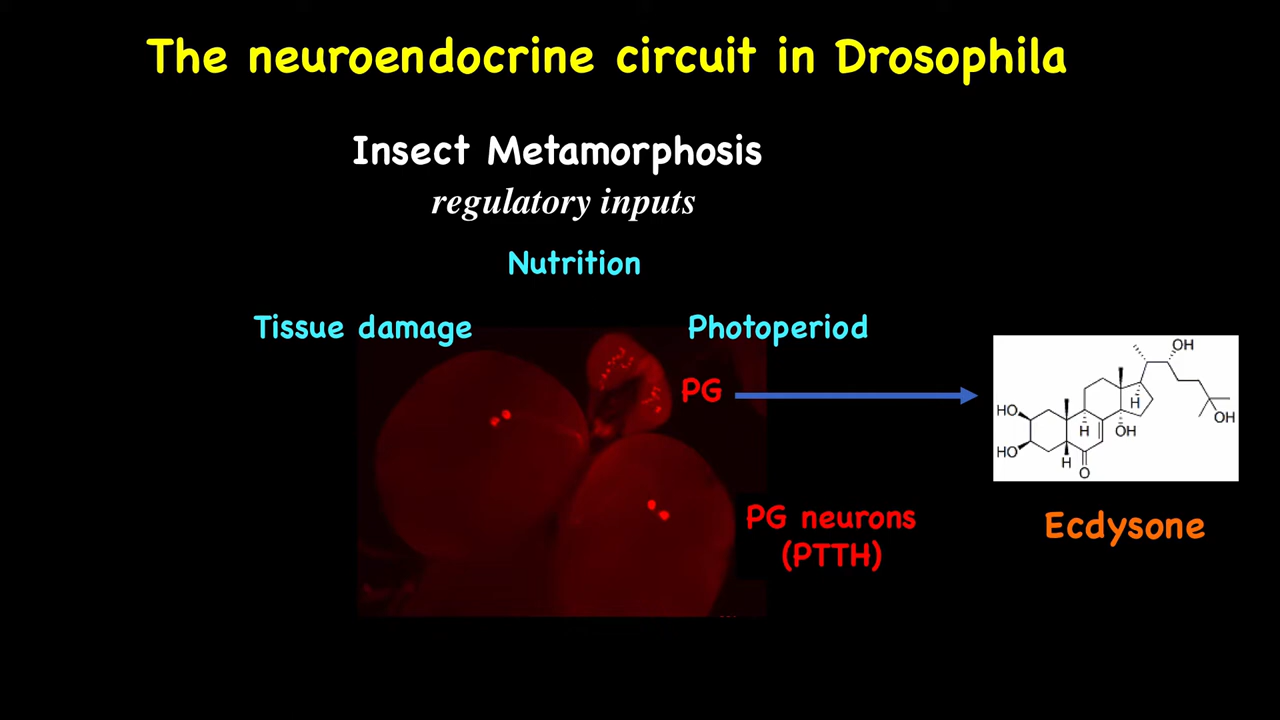 The neuroendocrine circuit in Drosophila
Insect Metamorphosis
regulatory inputs
Nutrition
Tissue damage
Photoperiod
PG
PG neurons
(PTTH)
OH
HO
H
H
OH
OH
HO
H
O
Ecdysone